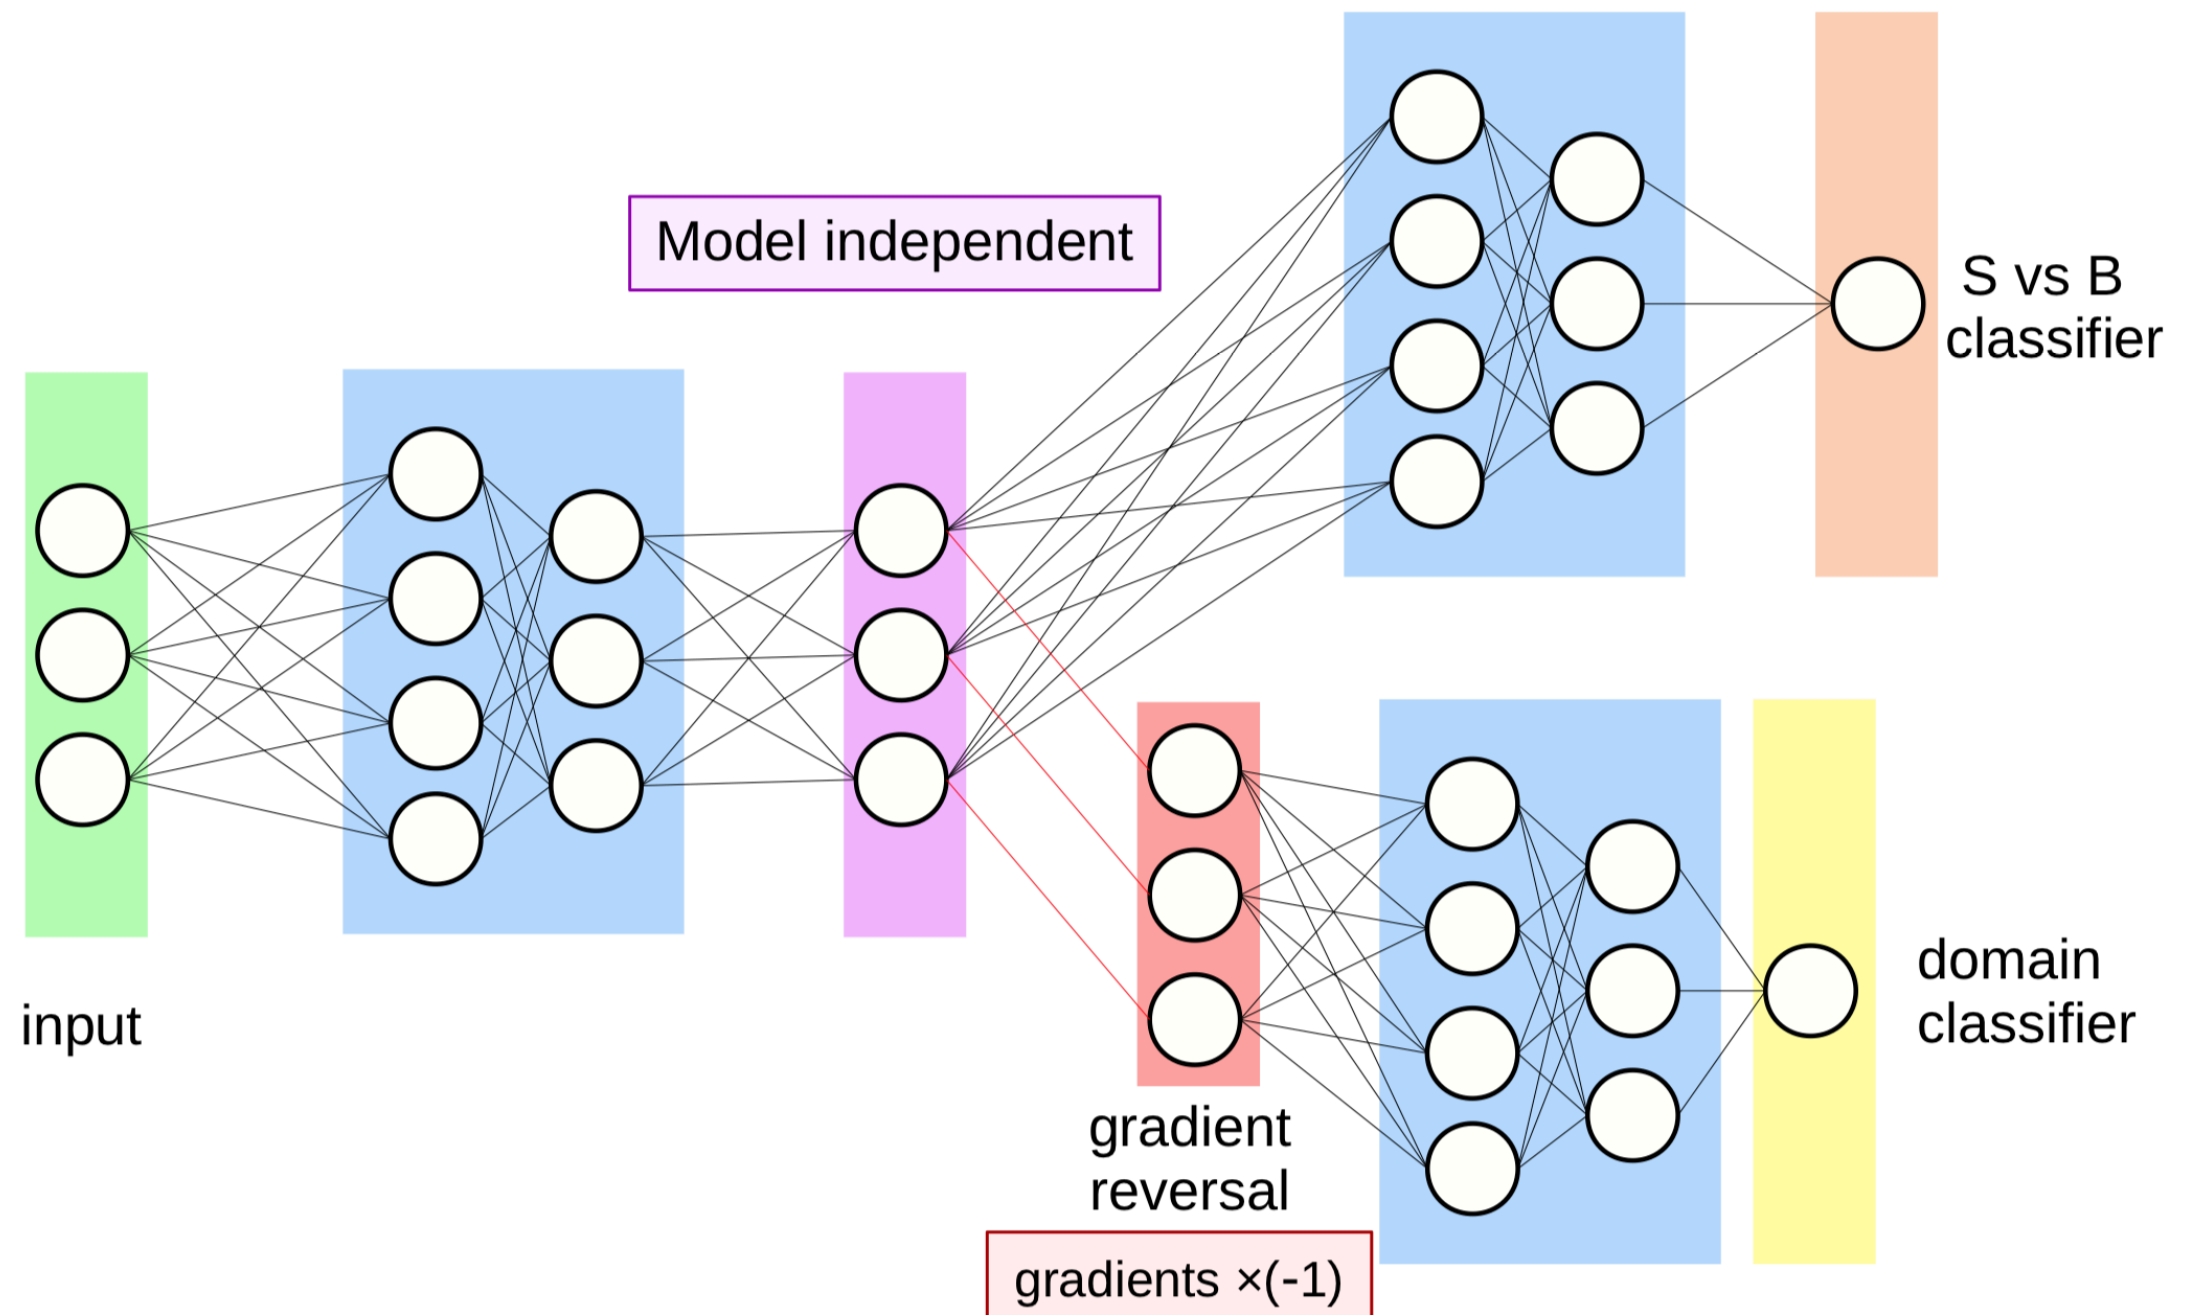 Model independent
S vs B
classifier
input
domain
classifier
gradient
reversal
gradients ×(-1)